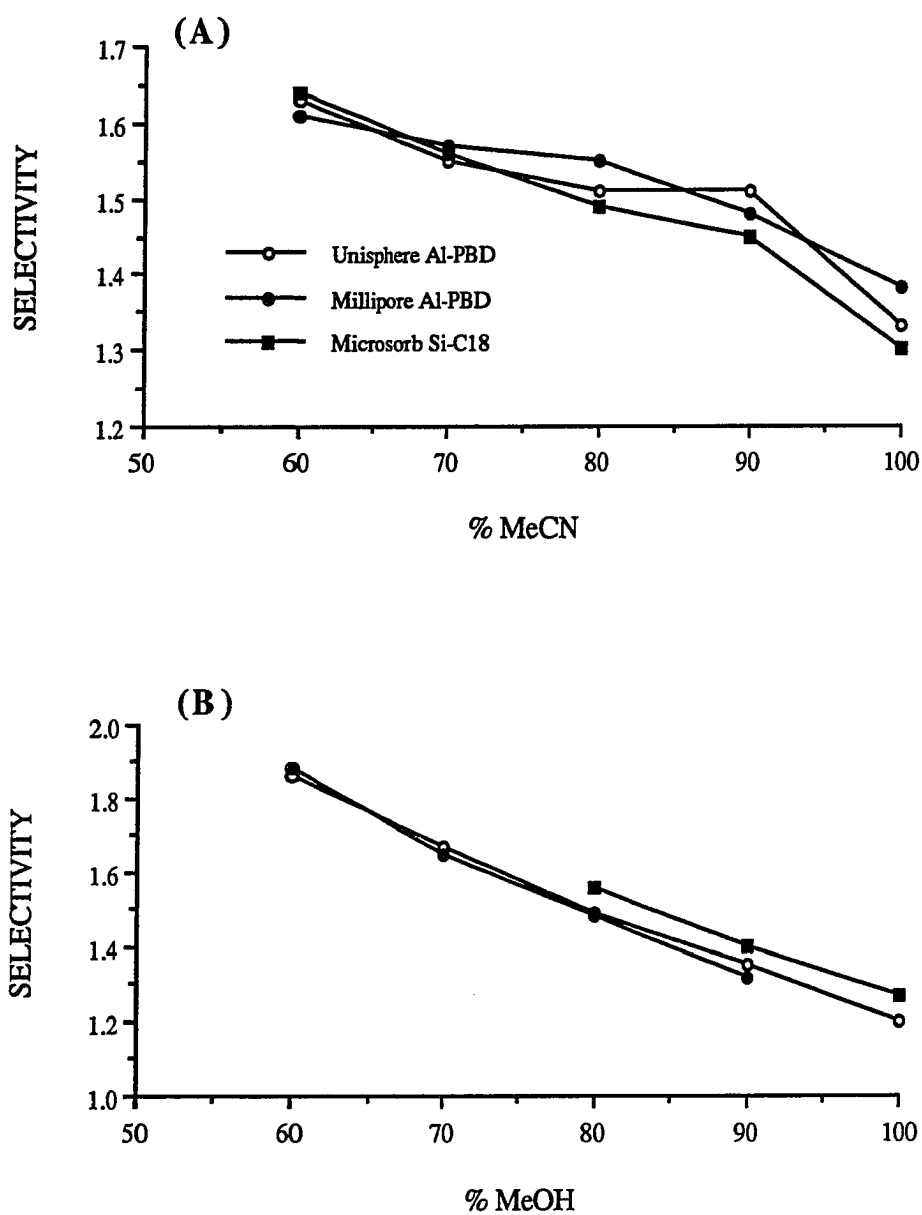 (A)
1.7
1.6
1.5
1.4
1.3
1.2
SELECTIVITY
Unisphere Al-PBD
Millipore Al-PBD
Microsorb Si-C18
50 60 70 80 90 100
% MeCN
(B)
2.0
1.8
1.6
1.4
1.2
1.0
SELECTIVITY
50 60 70 80 90 100
% MeOH